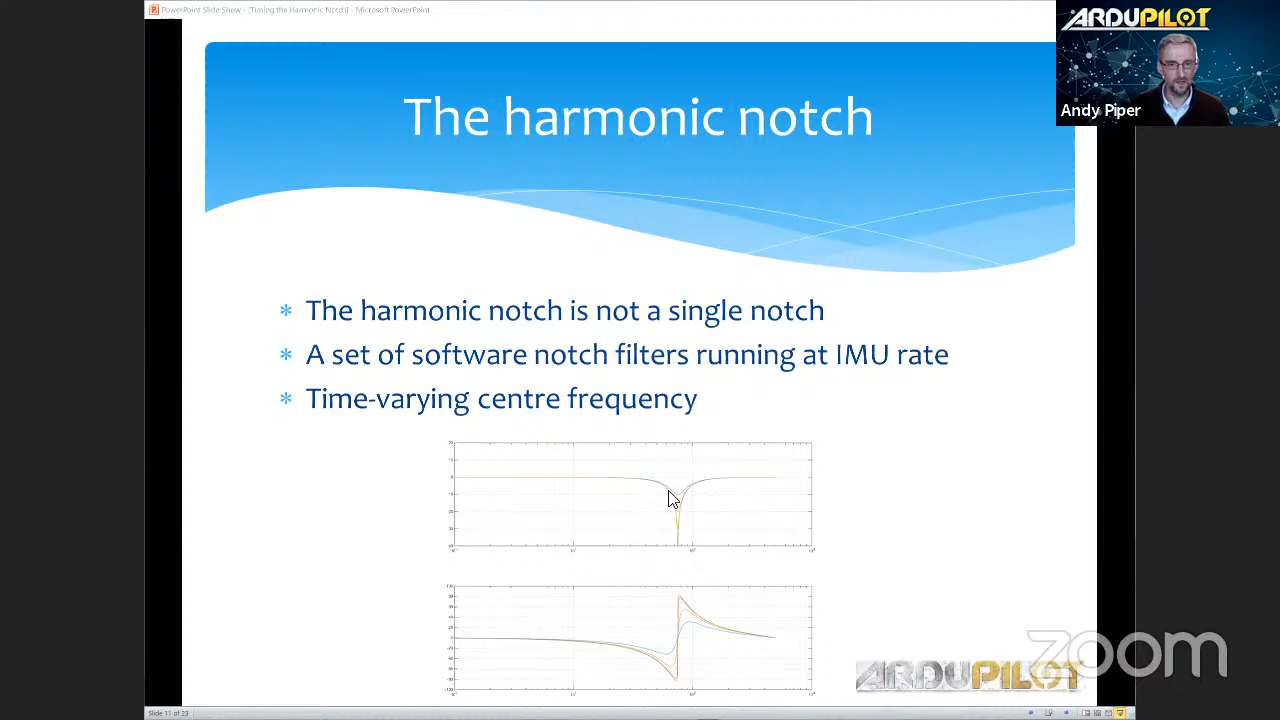 PowerPoint Slide Show - [Tuning the Harmonic Notch] - Microsoft PowerPoint
ARDUPILOT
Andy Piper
The harmonic notch
* The harmonic notch is not a single notch
* A set of software notch filters running at IMU rate
* Time-varying centre frequency
zoom
ARDUPILOT
Slide 11 of 23